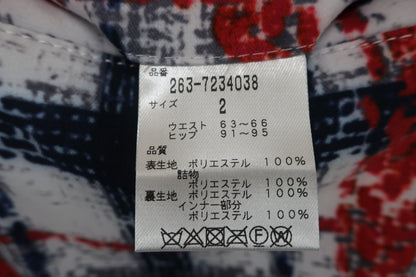 品番
263-7234038
サイズ
2
ウエスト 63～66
ヒップ 91～95
品質
表生地 ポリエステル 100%
詰物
ポリエステル 100%
裏生地 ポリエステル 100%
インナー部分
ポリエステル 100%